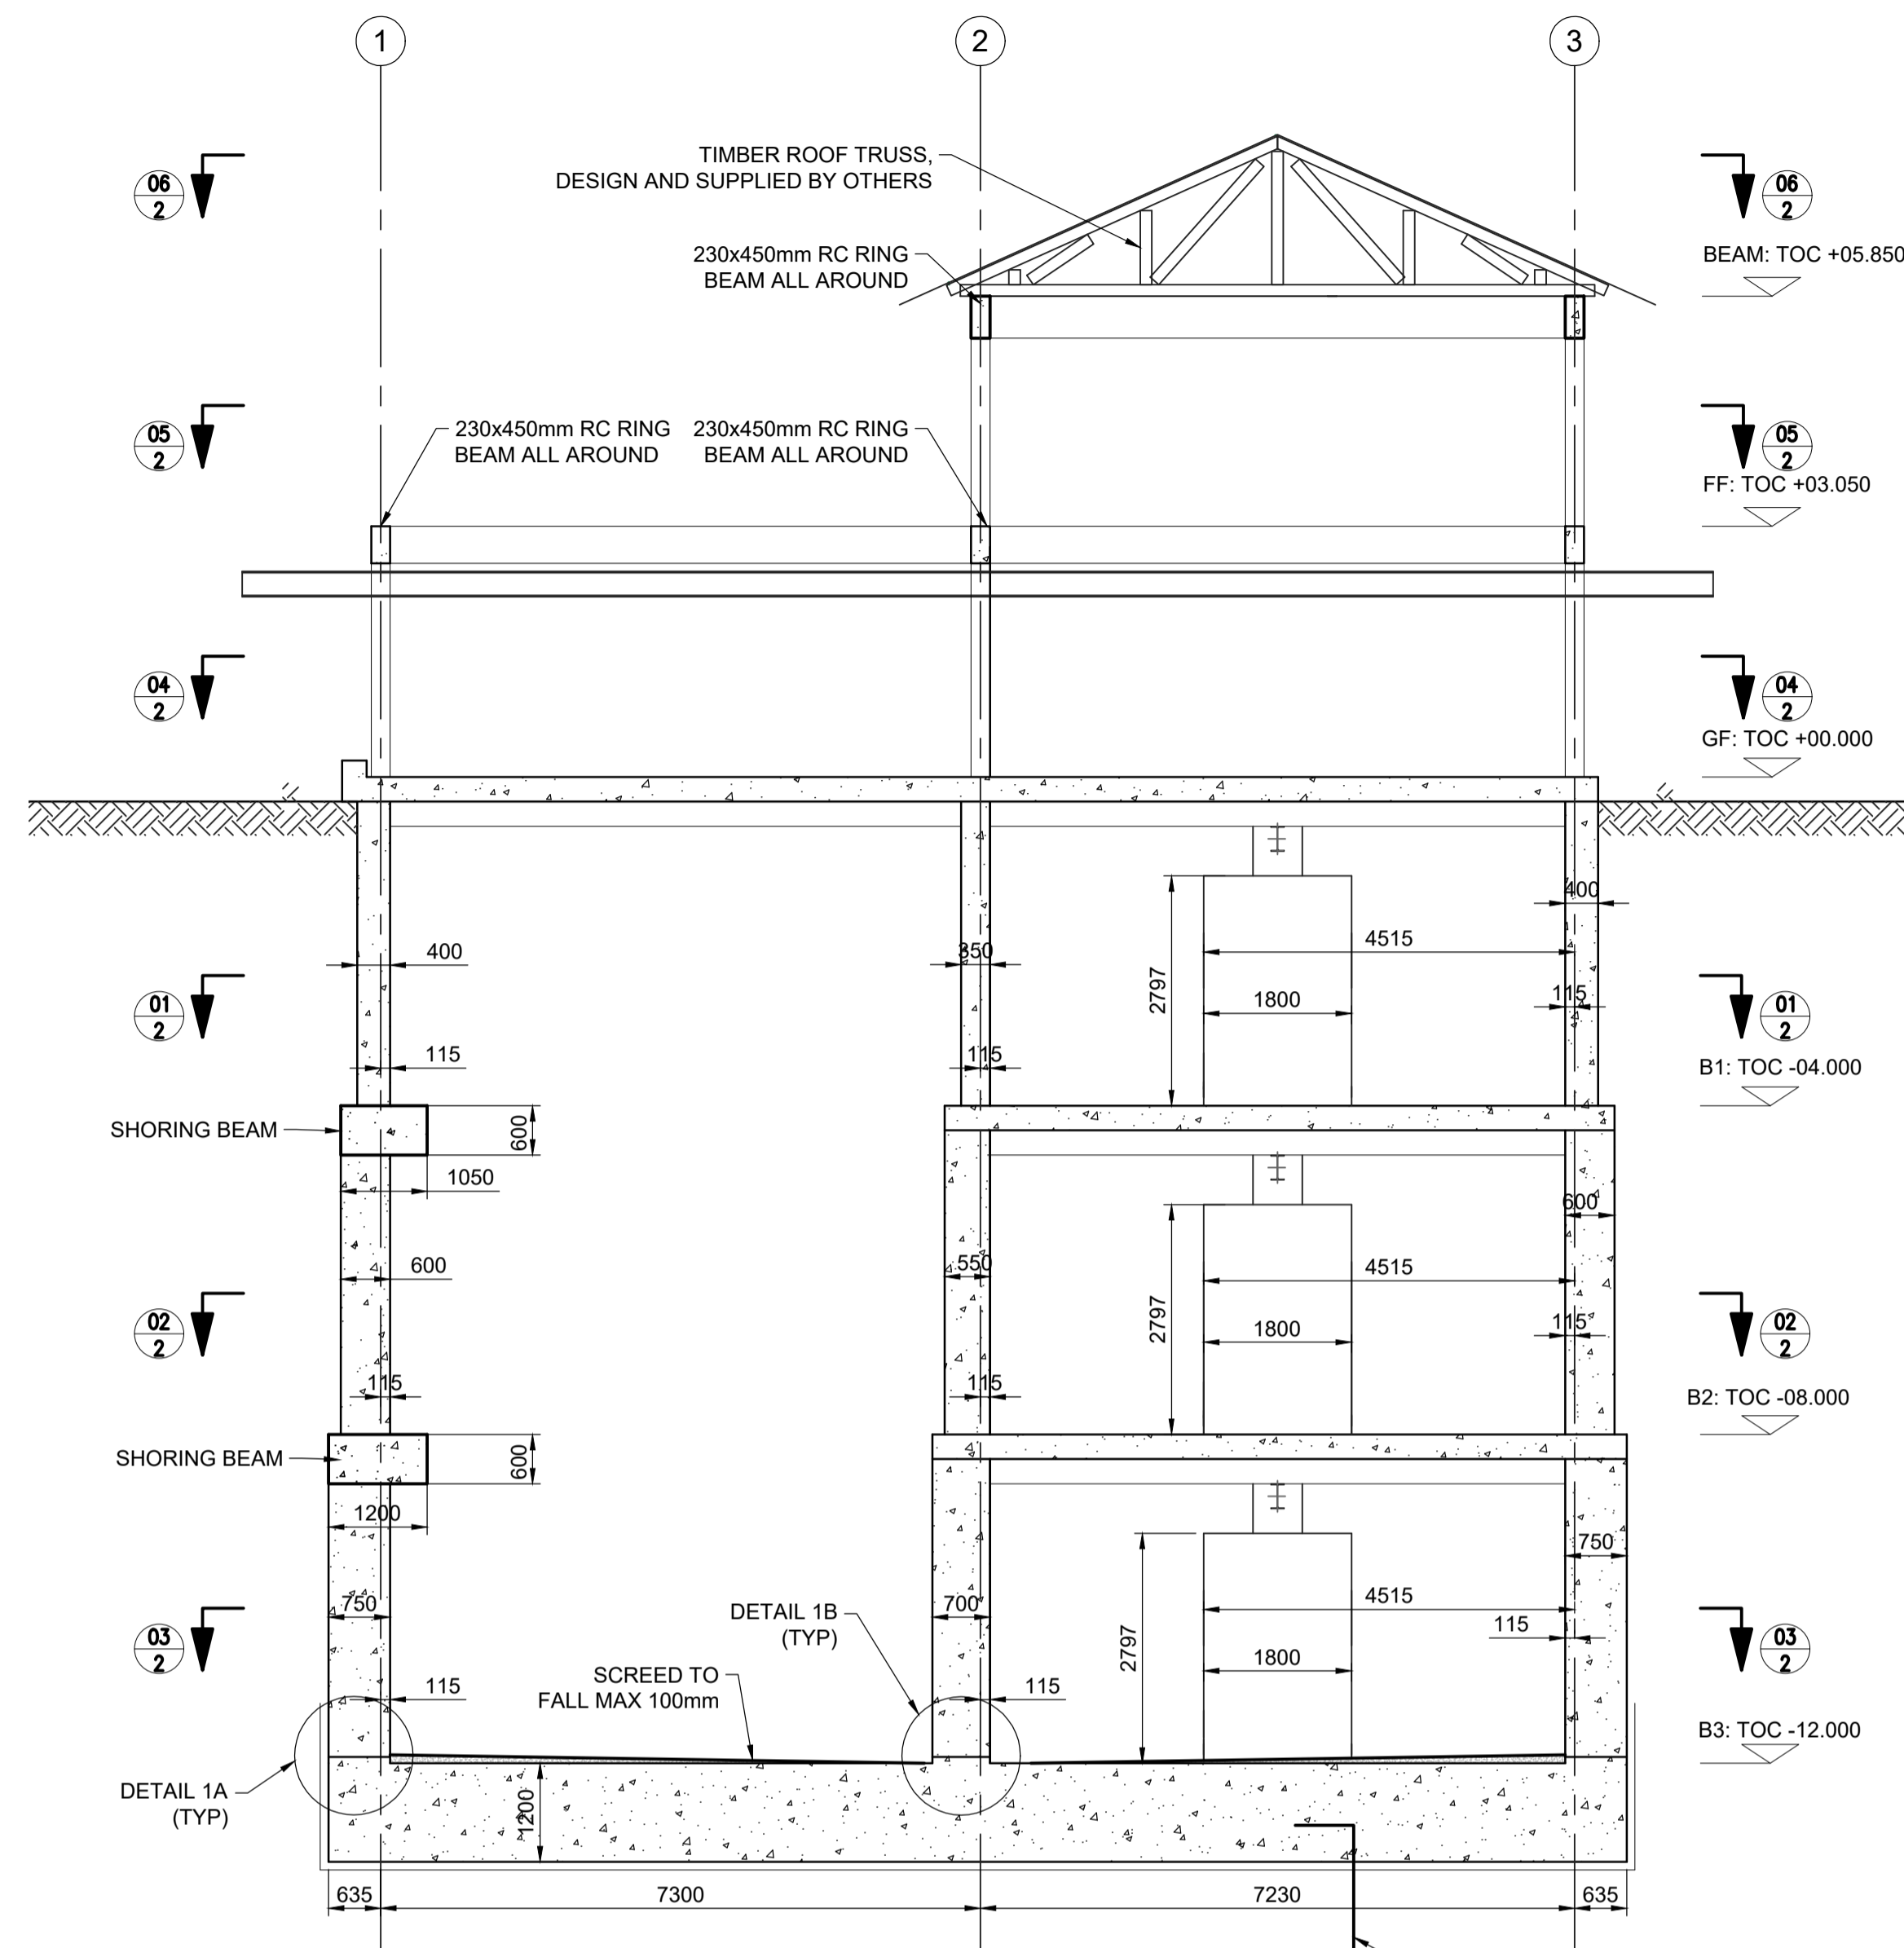 1
2
3
TIMBER ROOF TRUSS,
DESIGN AND SUPPLIED BY OTHERS
06
2
06
2
230x450mm RC RING
BEAM ALL AROUND
BEAM: TOC +05.850
230x450mm RC RING
BEAM ALL AROUND
230x450mm RC RING
BEAM ALL AROUND
05
2
05
2
FF: TOC +03.050
04
2
04
2
GF: TOC +00.000
400
400
350
4515
2797
1800
115
01
2
01
2
115
115
B1: TOC -04.000
SHORING BEAM
600
1050
600
600
550
4515
2797
1800
115
02
2
02
2
115
115
B2: TOC -08.000
SHORING BEAM
600
1200
750
750
700
4515
2797
1800
115
DETAIL 1B
(TYP)
03
2
03
2
SCREED TO
FALL MAX 100mm
115
115
B3: TOC -12.000
DETAIL 1A
(TYP)
1200
635
7300
7230
635